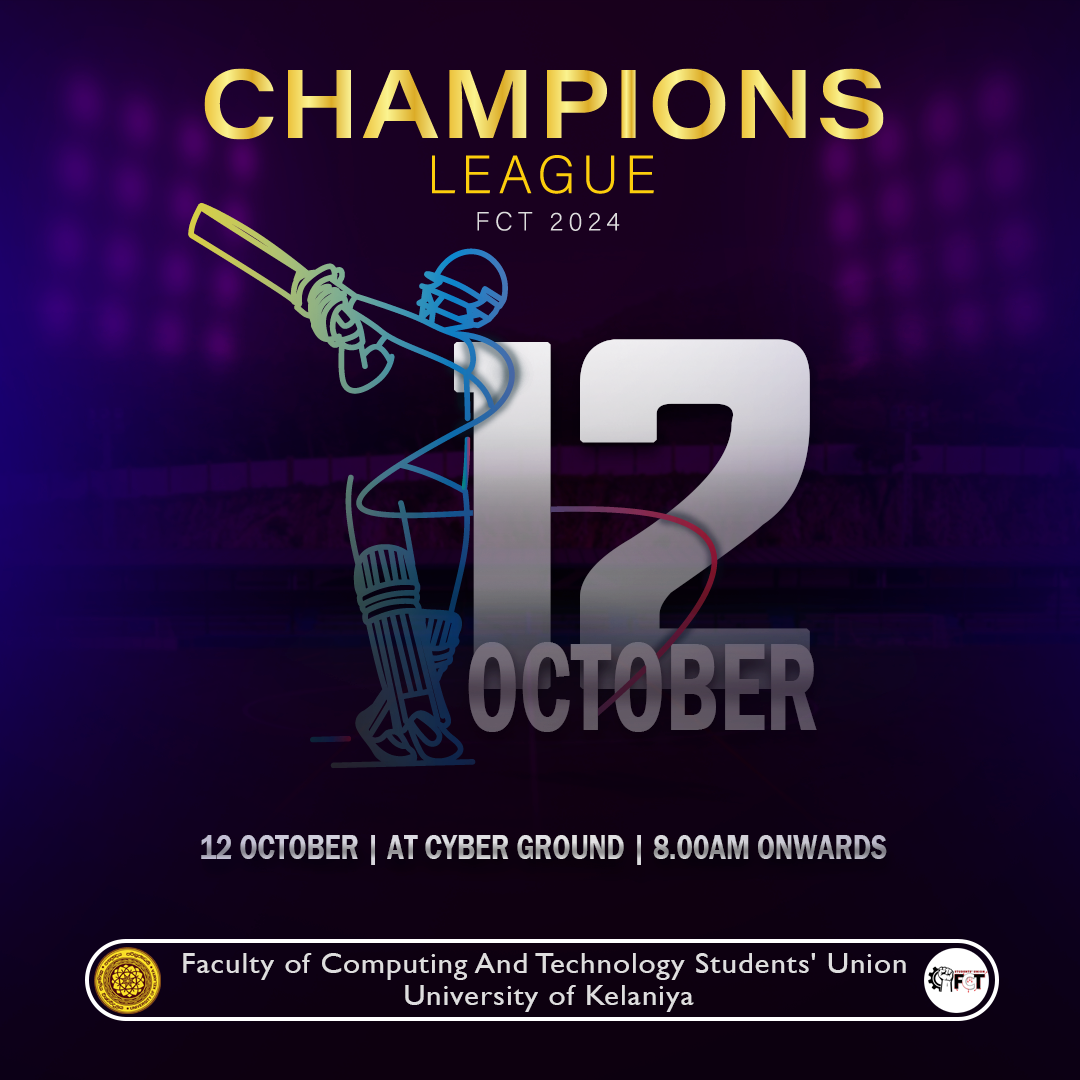 CHAMPIONS
LEAGUE
FCT 2024
12
OCTOBER
12 OCTOBER | AT CYBER GROUND | 8.00AM ONWARDS
Faculty of Computing And Technology Students' Union
University of Kelaniya
FCT